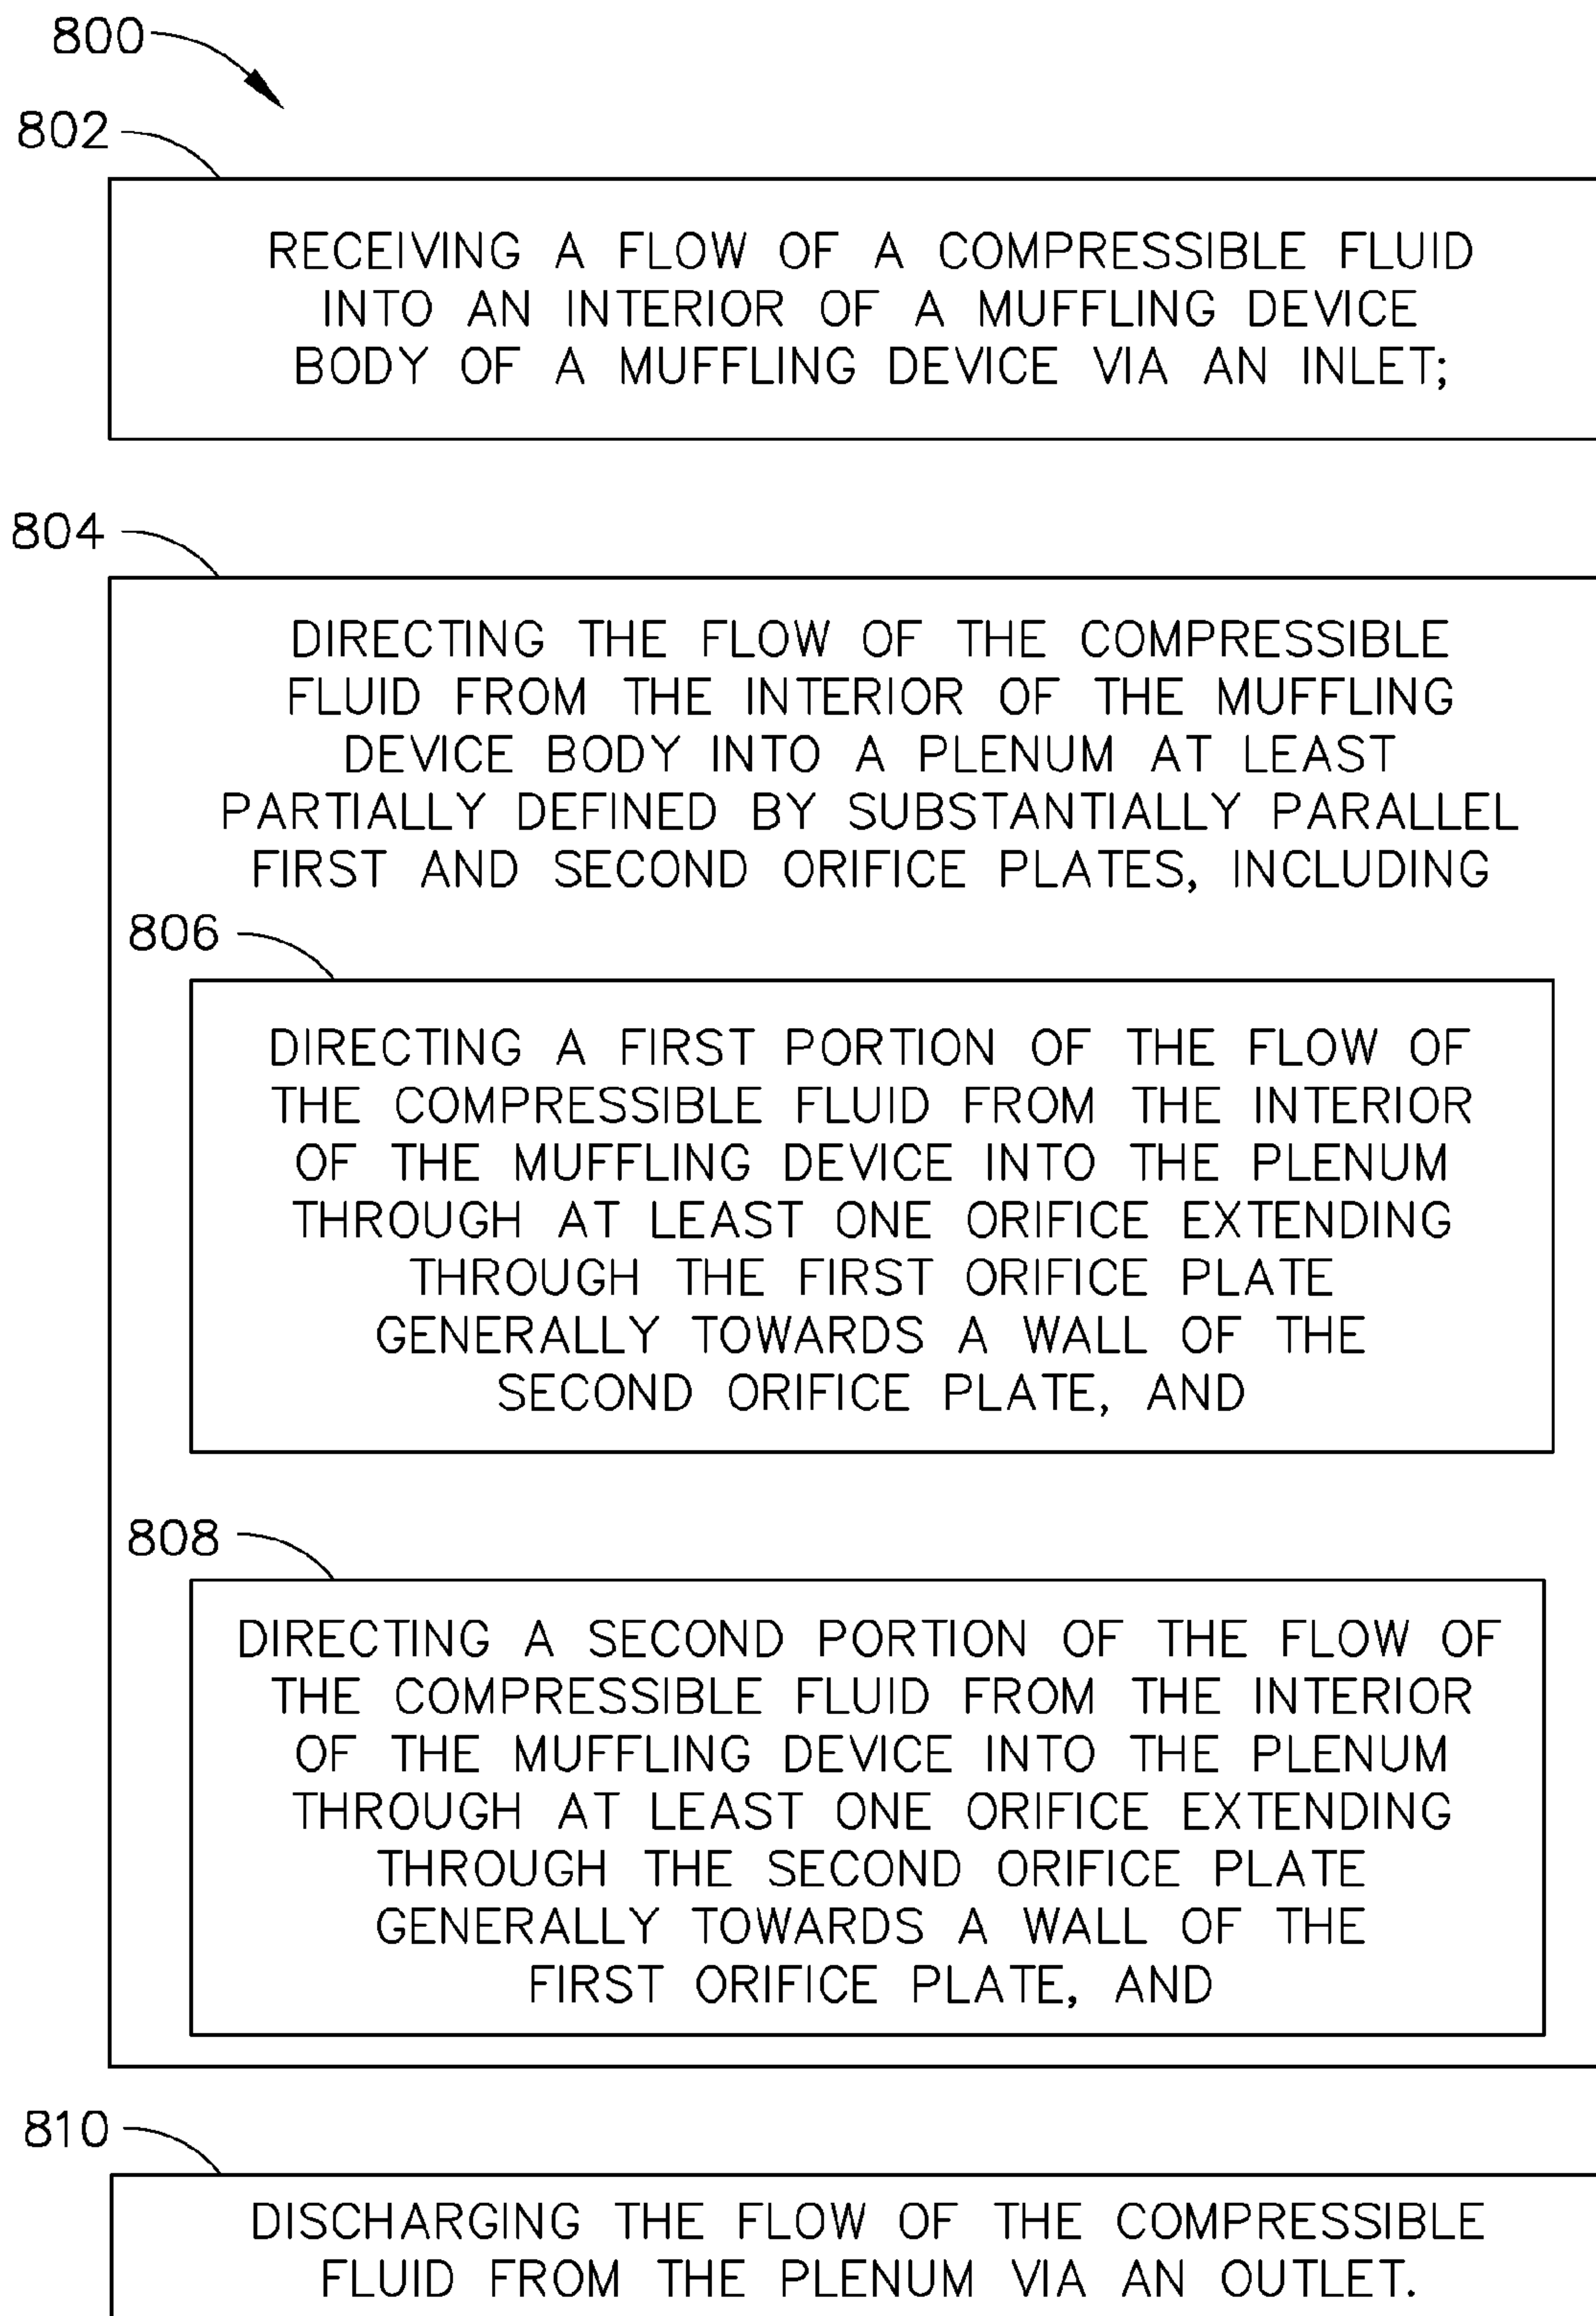 800
802
RECEIVING A FLOW OF A COMPRESSIBLE FLUID
INTO AN INTERIOR OF A MUFFLING DEVICE
BODY OF A MUFFLING DEVICE VIA AN INLET;
804
DIRECTING THE FLOW OF THE COMPRESSIBLE
FLUID FROM THE INTERIOR OF THE MUFFLING
DEVICE BODY INTO A PLENUM AT LEAST
PARTIALLY DEFINED BY SUBSTANTIALLY PARALLEL
FIRST AND SECOND ORIFICE PLATES, INCLUDING
806
DIRECTING A FIRST PORTION OF THE FLOW OF
THE COMPRESSIBLE FLUID FROM THE INTERIOR
OF THE MUFFLING DEVICE INTO THE PLENUM
THROUGH AT LEAST ONE ORIFICE EXTENDING
THROUGH THE FIRST ORIFICE PLATE
GENERALLY TOWARDS A WALL OF THE
SECOND ORIFICE PLATE, AND
808
DIRECTING A SECOND PORTION OF THE FLOW OF
THE COMPRESSIBLE FLUID FROM THE INTERIOR
OF THE MUFFLING DEVICE INTO THE PLENUM
THROUGH AT LEAST ONE ORIFICE EXTENDING
THROUGH THE SECOND ORIFICE PLATE
GENERALLY TOWARDS A WALL OF THE
FIRST ORIFICE PLATE, AND
810
DISCHARGING THE FLOW OF THE COMPRESSIBLE
FLUID FROM THE PLENUM VIA AN OUTLET.